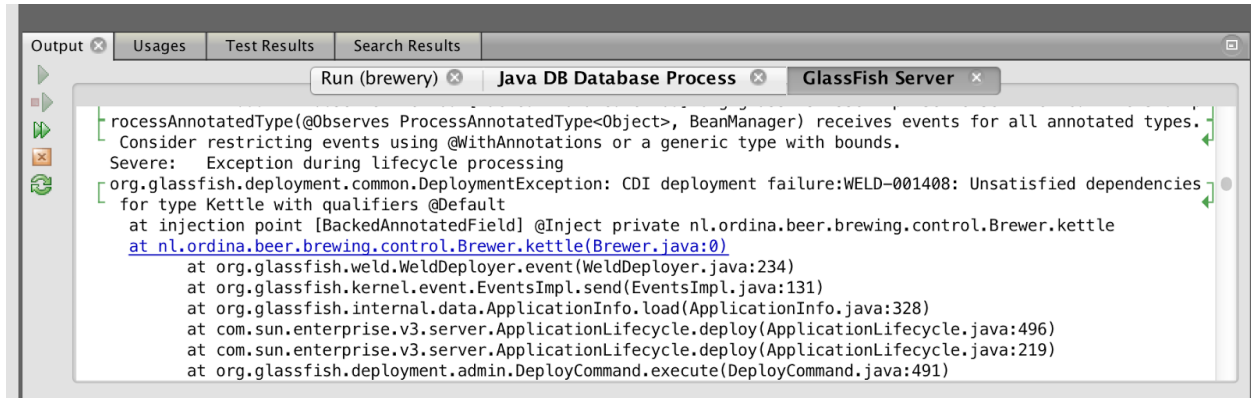 Output Usages Test Results Search Results
Run (brewery) Java DB Database Process GlassFish Server
rocessAnnotatedType(@Observes ProcessAnnotatedType<Object>, BeanManager) receives events for all annotated types.
Consider restricting events using @WithAnnotations or a generic type with bounds.
Severe: Exception during lifecycle processing
org.glassfish.deployment.common.DeploymentException: CDI deployment failure:WELD-001408: Unsatisfied dependencies
for type Kettle with qualifiers @Default
at injection point [BackedAnnotatedField] @Inject private nl.ordina.beer.brewing.control.Brewer.kettle
at nl.ordina.beer.brewing.control.Brewer.kettle(Brewer.java:0)
at org.glassfish.weld.WeldDeployer.event(WeldDeployer.java:234)
at org.glassfish.kernel.event.EventsImpl.send(EventsImpl.java:131)
at org.glassfish.internal.data.ApplicationInfo.load(ApplicationInfo.java:328)
at com.sun.enterprise.v3.server.ApplicationLifecycle.deploy(ApplicationLifecycle.java:496)
at com.sun.enterprise.v3.server.ApplicationLifecycle.deploy(ApplicationLifecycle.java:219)
at org.glassfish.deployment.admin.DeployCommand.execute(DeployCommand.java:491)